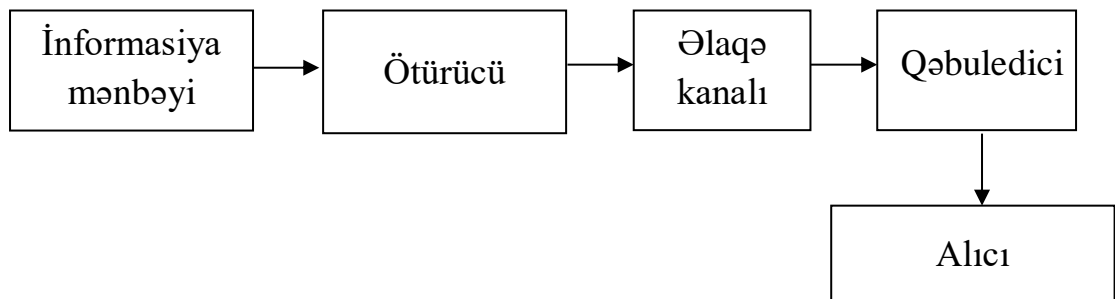 İnformasiya
mənbəyi
Ötürücü
Əlaqə
kanalı
Qəbuledici
Alıcı